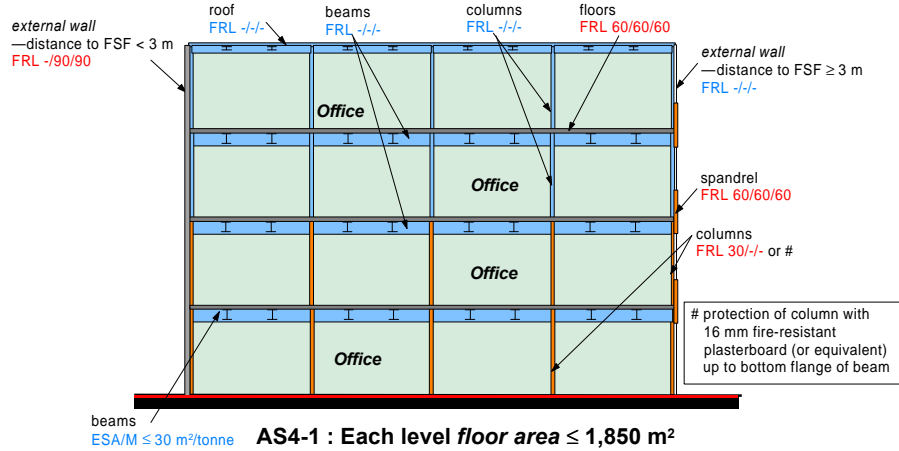 roof
FRL -/-/-
beams
FRL -/-/-
columns
FRL -/-/-
floors
FRL 60/60/60
external wall
—distance to FSF < 3 m
FRL -/90/90
external wall
—distance to FSF ≥ 3 m
FRL -/-/-
Office
Office
spandrel
FRL 60/60/60
columns
FRL 30/-/- or #
Office
# protection of column with
16 mm fire-resistant
plasterboard (or equivalent)
up to bottom flange of beam
Office
beams
ESA/M ≤ 30 m²/tonne
AS4-1 : Each level floor area ≤ 1,850 m²